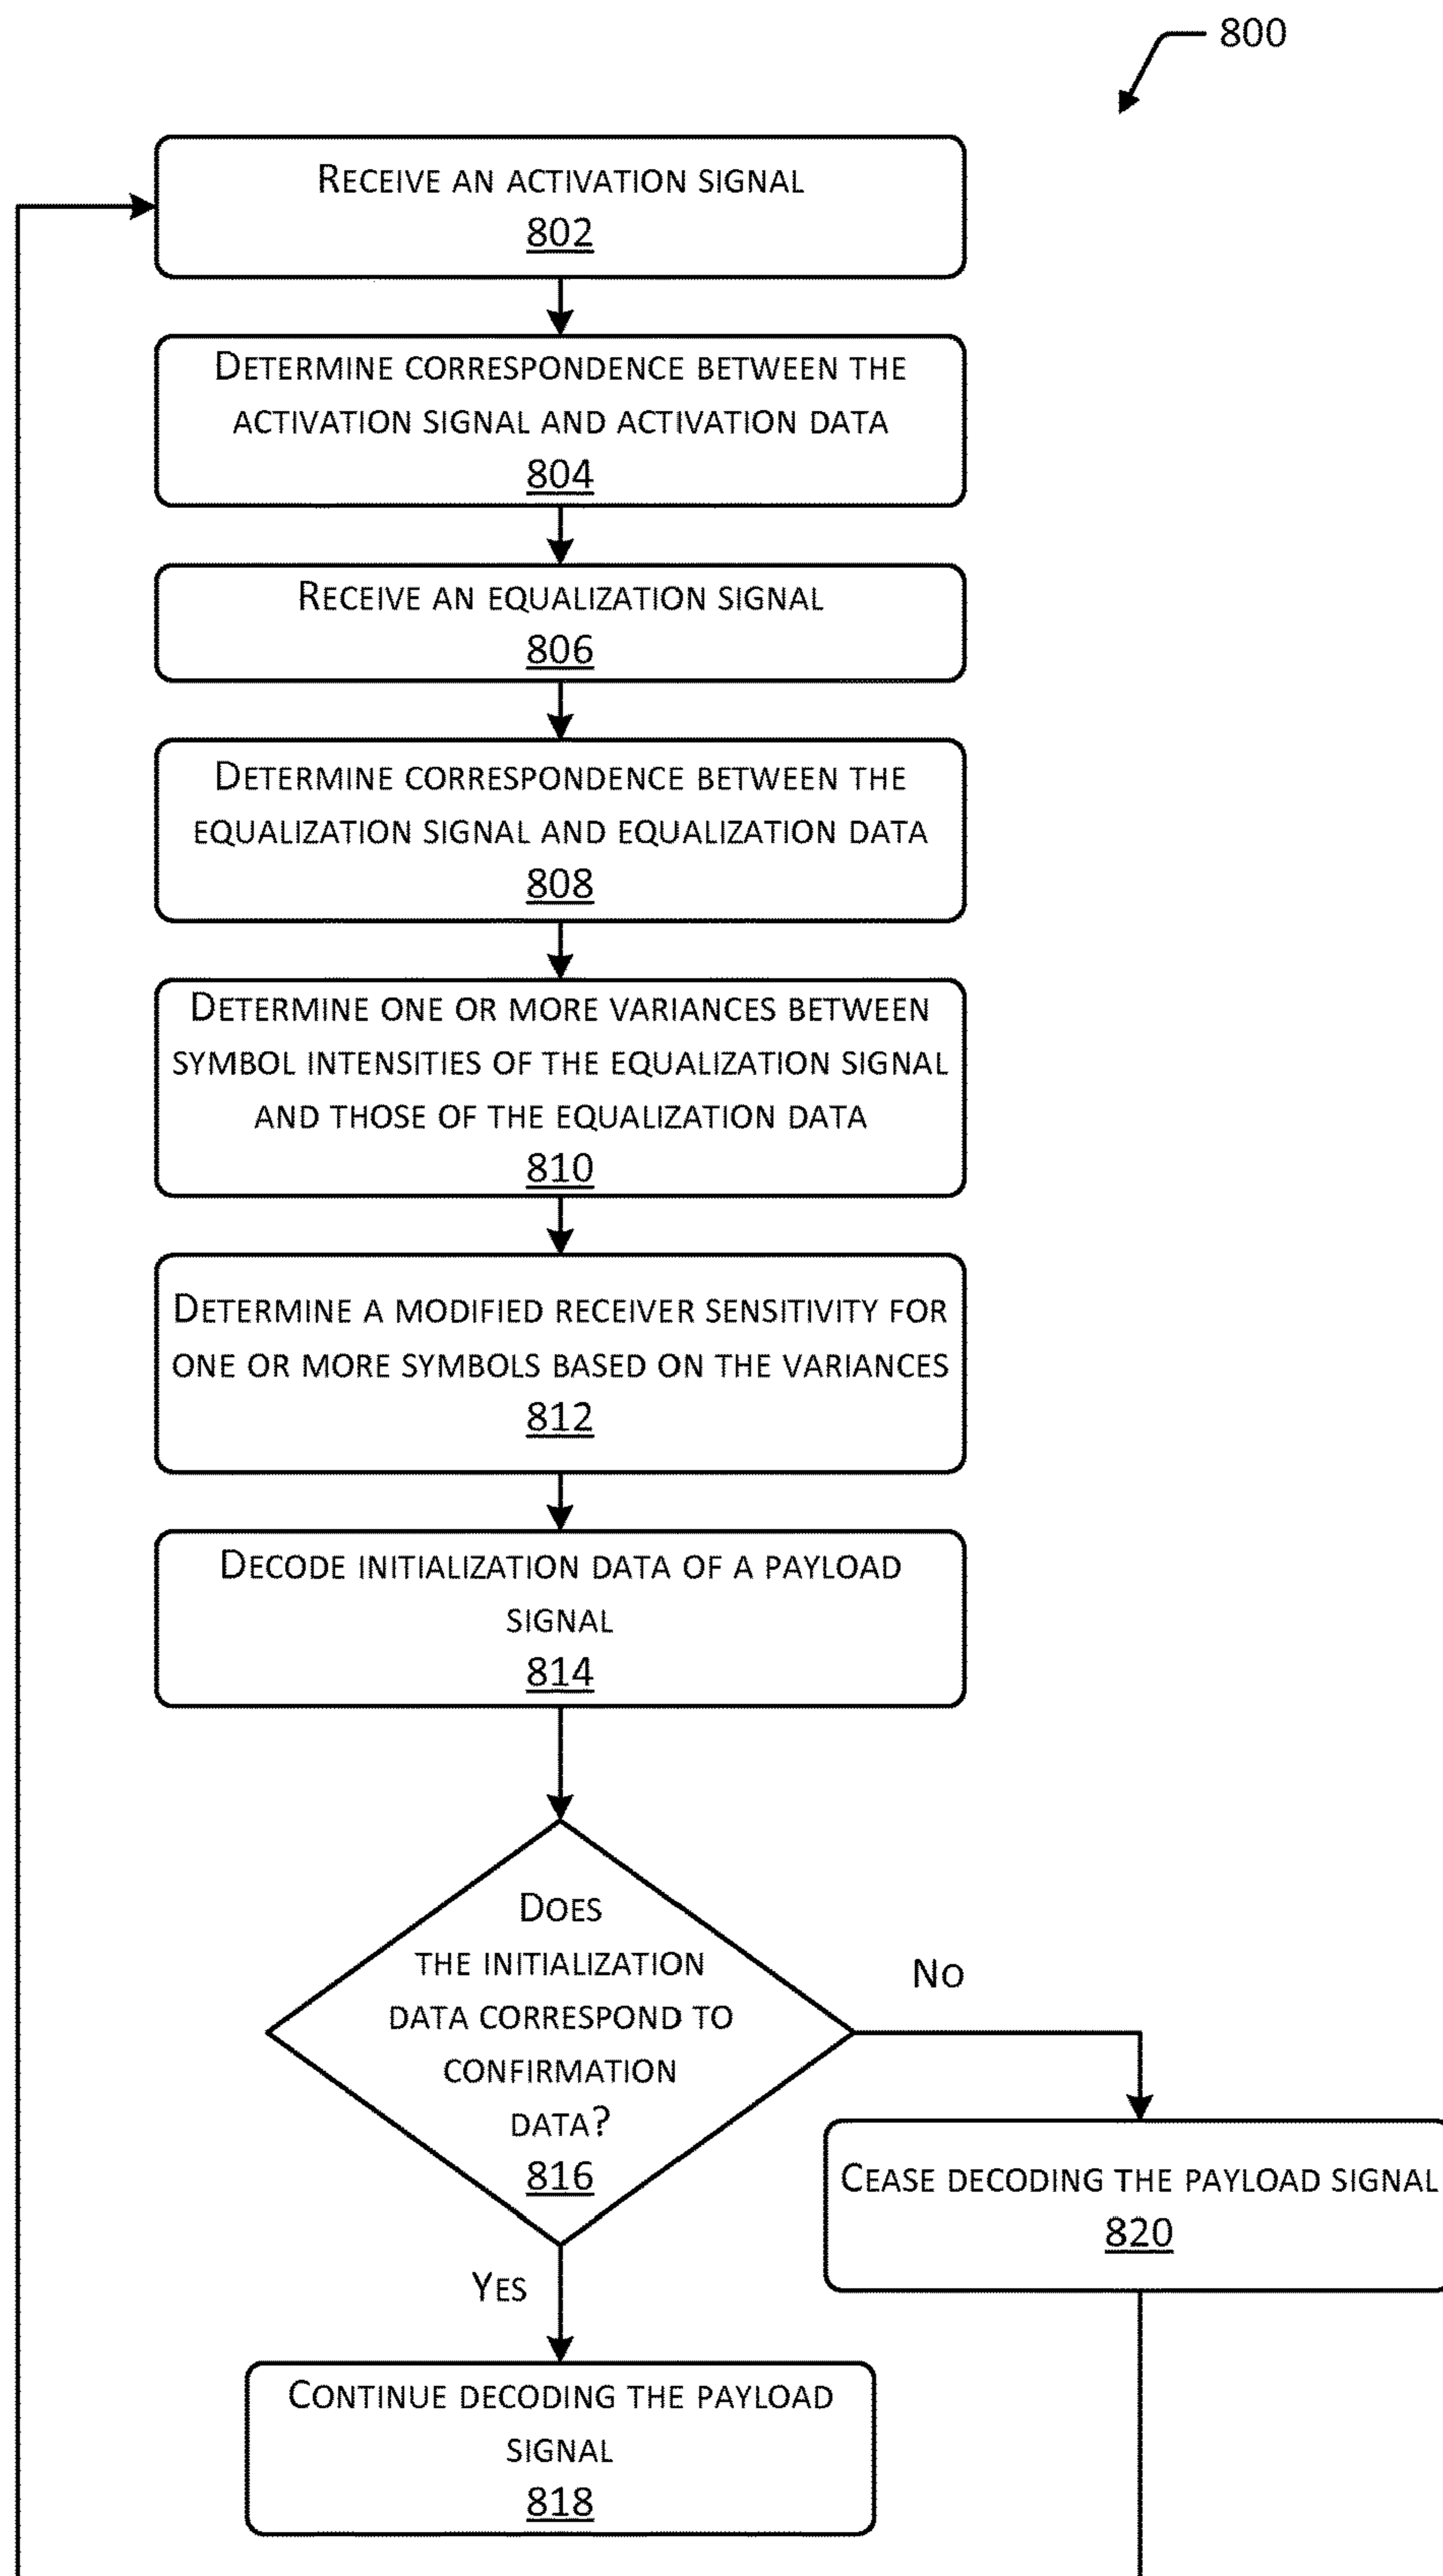 800
RECEIVE AN ACTIVATION SIGNAL
802
DETERMINE CORRESPONDENCE BETWEEN THE
ACTIVATION SIGNAL AND ACTIVATION DATA
804
RECEIVE AN EQUALIZATION SIGNAL
806
DETERMINE CORRESPONDENCE BETWEEN THE
EQUALIZATION SIGNAL AND EQUALIZATION DATA
808
DETERMINE ONE OR MORE VARIANCES BETWEEN
SYMBOL INTENSITIES OF THE EQUALIZATION SIGNAL
AND THOSE OF THE EQUALIZATION DATA
810
DETERMINE A MODIFIED RECEIVER SENSITIVITY FOR
ONE OR MORE SYMBOLS BASED ON THE VARIANCES
812
DECODE INITIALIZATION DATA OF A PAYLOAD
SIGNAL
814
DOES
THE INITIALIZATION
DATA CORRESPOND TO
CONFIRMATION
DATA?
816
NO
CEASE DECODING THE PAYLOAD SIGNAL
820
YES
CONTINUE DECODING THE PAYLOAD
SIGNAL
818